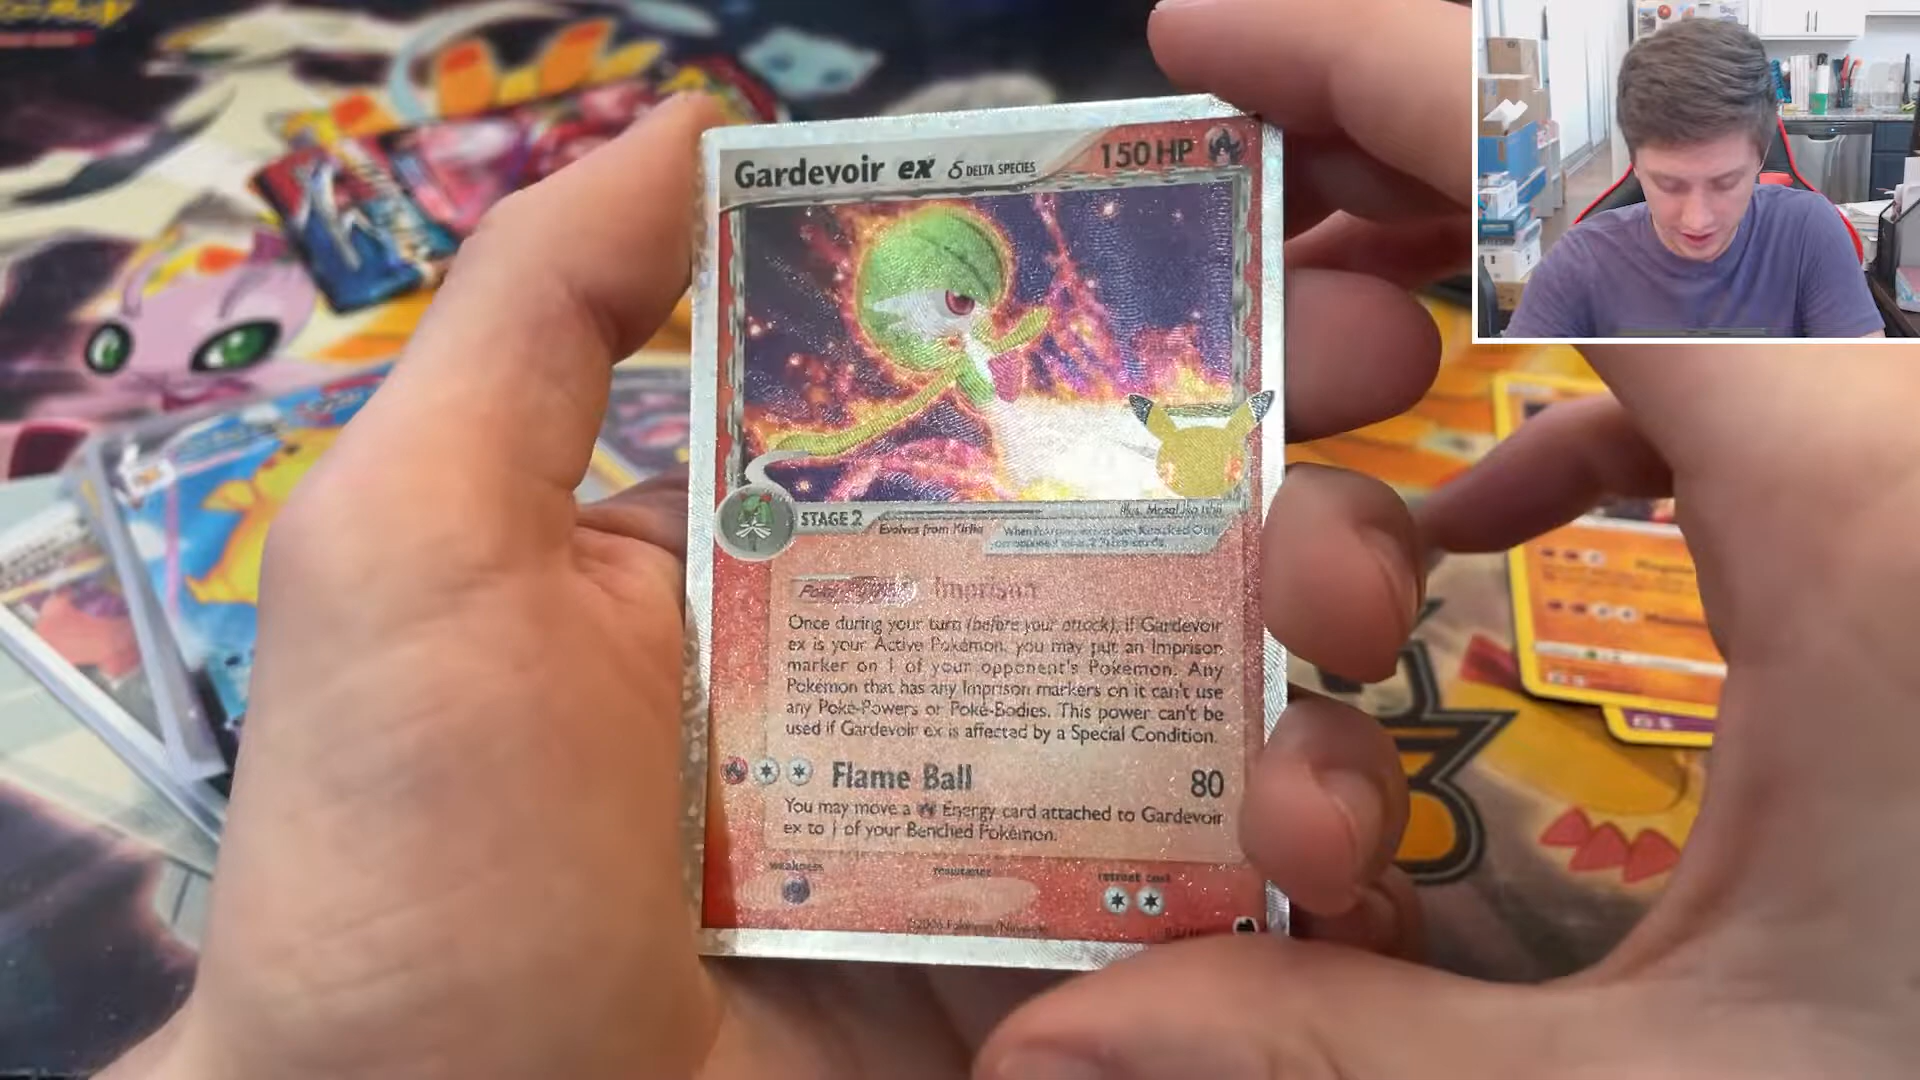 Gardevoir ex δ DELTA SPECIES 150 HP
STAGE 2
Evolves from Kirlia
Imprison
Once during your turn (before your attack), if Gardevoir
ex is your Active Pokémon, you may put an Imprison
marker on 1 of your opponent's Pokémon. Any
Pokémon that has any Imprison markers on it can't use
any Poké-Powers or Poké-Bodies. This power can't be
used if Gardevoir ex is affected by a Special Condition.
Flame Ball 80
You may move a Energy card attached to Gardevoir
ex to 1 of your Benched Pokémon.
weakness
resistance
retreat cost